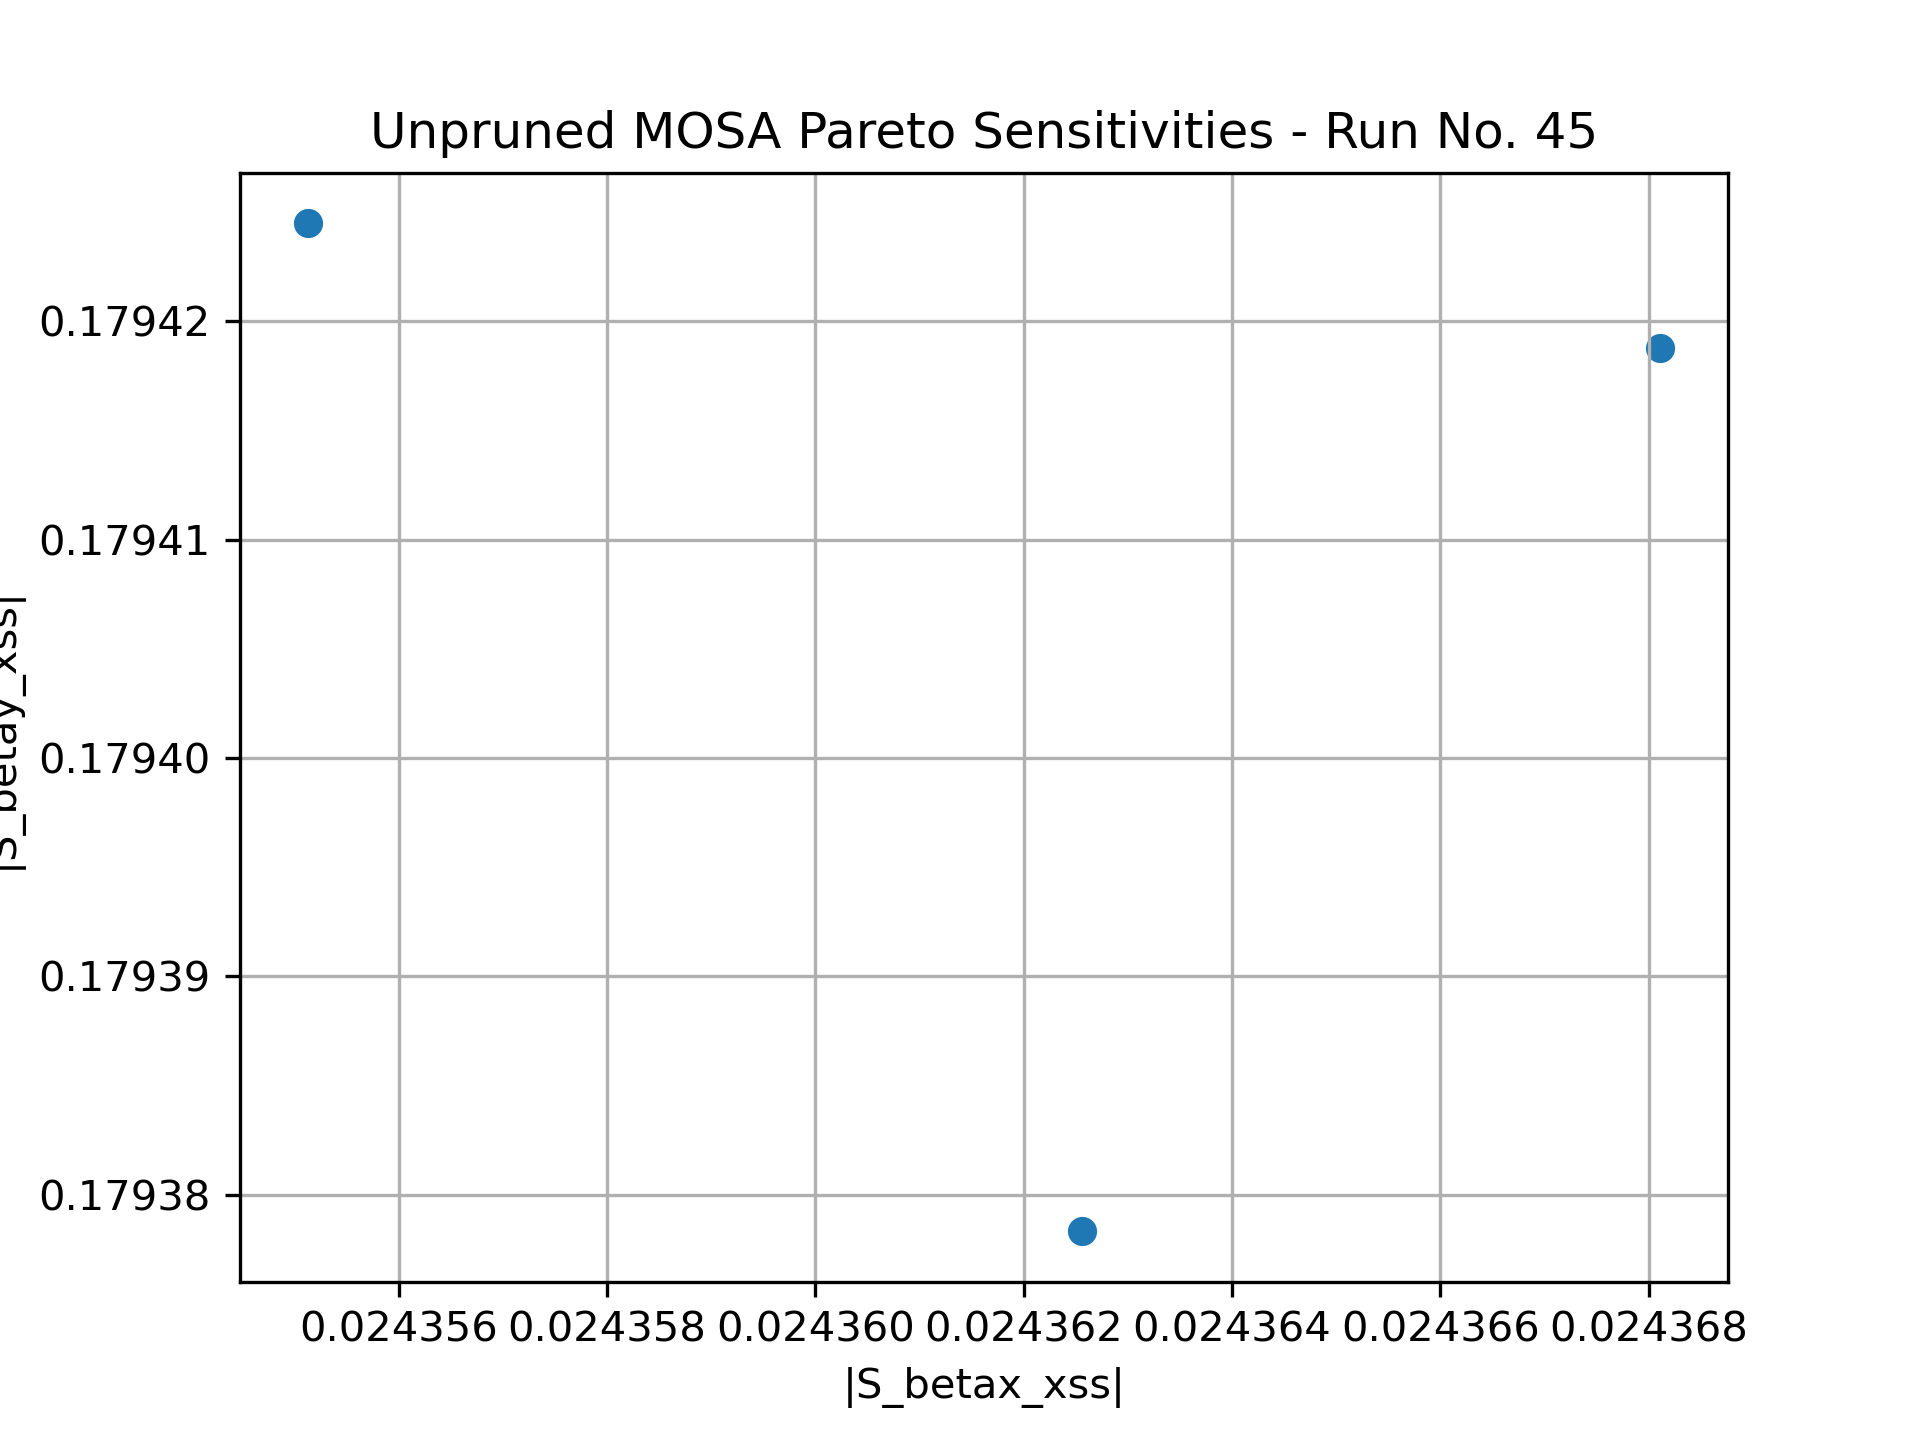 Unpruned MOSA Pareto Sensitivities - Run No. 45
0.17942
0.17941
0.17940
0.17939
0.17938
|S_betay_xss|
0.024356 0.024358 0.024360 0.024362 0.024364 0.024366 0.024368
|S_betax_xss|